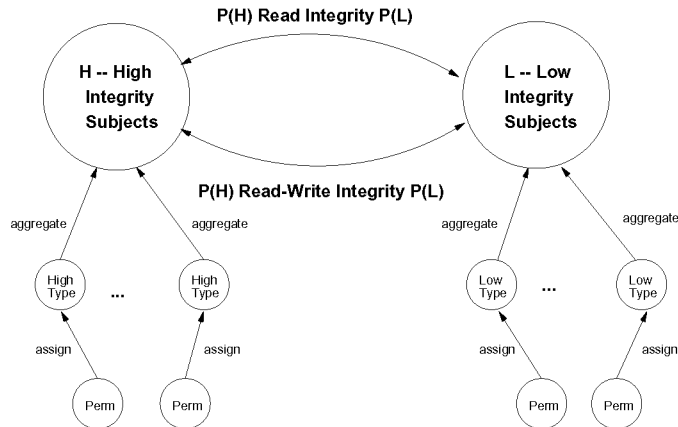 P(H) Read Integrity P(L)
H -- High
Integrity
Subjects
L -- Low
Integrity
Subjects
P(H) Read-Write Integrity P(L)
aggregate
aggregate
aggregate
aggregate
High
Type
...
High
Type
Low
Type
...
Low
Type
assign
assign
assign
assign
Perm
Perm
Perm
Perm